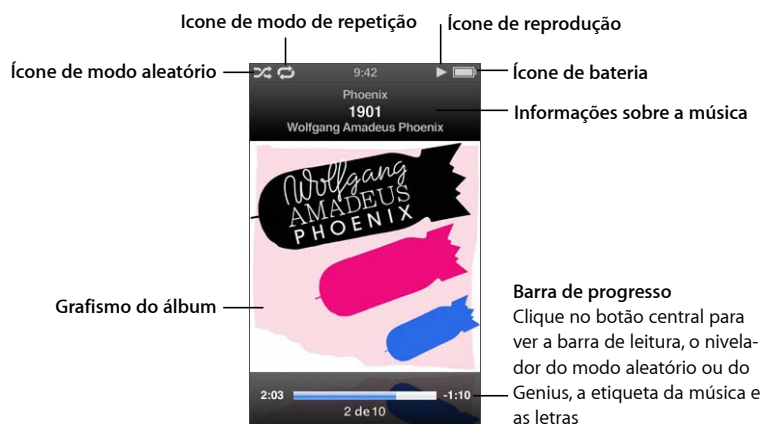 Icone de modo de repetição
Ícone de reprodução
Ícone de modo aleatório
Ícone de bateria
9:42
Phoenix
1901
Wolfgang Amadeus Phoenix
Informações sobre a música
Wolfgang
AMADEUS
PHOENIX
Grafismo do álbum
2:03
-1:10
2 de 10
Barra de progresso
Clique no botão central para
ver a barra de leitura, o nivela-
dor do modo aleatório ou do
Genius, a etiqueta da música e
as letras